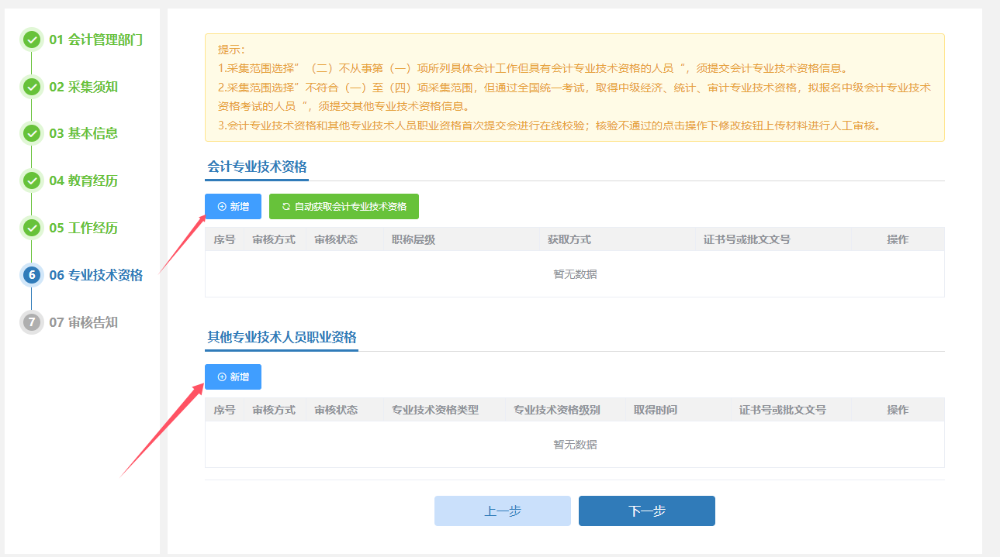 01 会计管理部门
02 采集须知
03 基本信息
04 教育经历
05 工作经历
6 06 专业技术资格
7 07 审核告知
提示：
1.采集范围选择”（二）不从事第（一）项所列具体会计工作但具有会计专业技术资格的人员“，须提交会计专业技术资格信息。
2.采集范围选择”不符合（一）至（四）项采集范围，但通过全国统一考试，取得中级经济、统计、审计专业技术资格，拟报名中级会计专业技术
资格考试的人员“，须提交其他专业技术资格信息。
3.会计专业技术资格和其他专业技术人员职业资格首次提交会进行在线校验；核验不通过的点击操作下修改按钮上传材料进行人工审核。
会计专业技术资格
新增 自动获取会计专业技术资格
序号 审核方式 审核状态 职称层级 获取方式 证书号或批文文号 操作
暂无数据
其他专业技术人员职业资格
新增
序号 审核方式 审核状态 专业技术资格类型 专业技术资格级别 取得时间 证书号或批文文号 操作
暂无数据
上一步 下一步